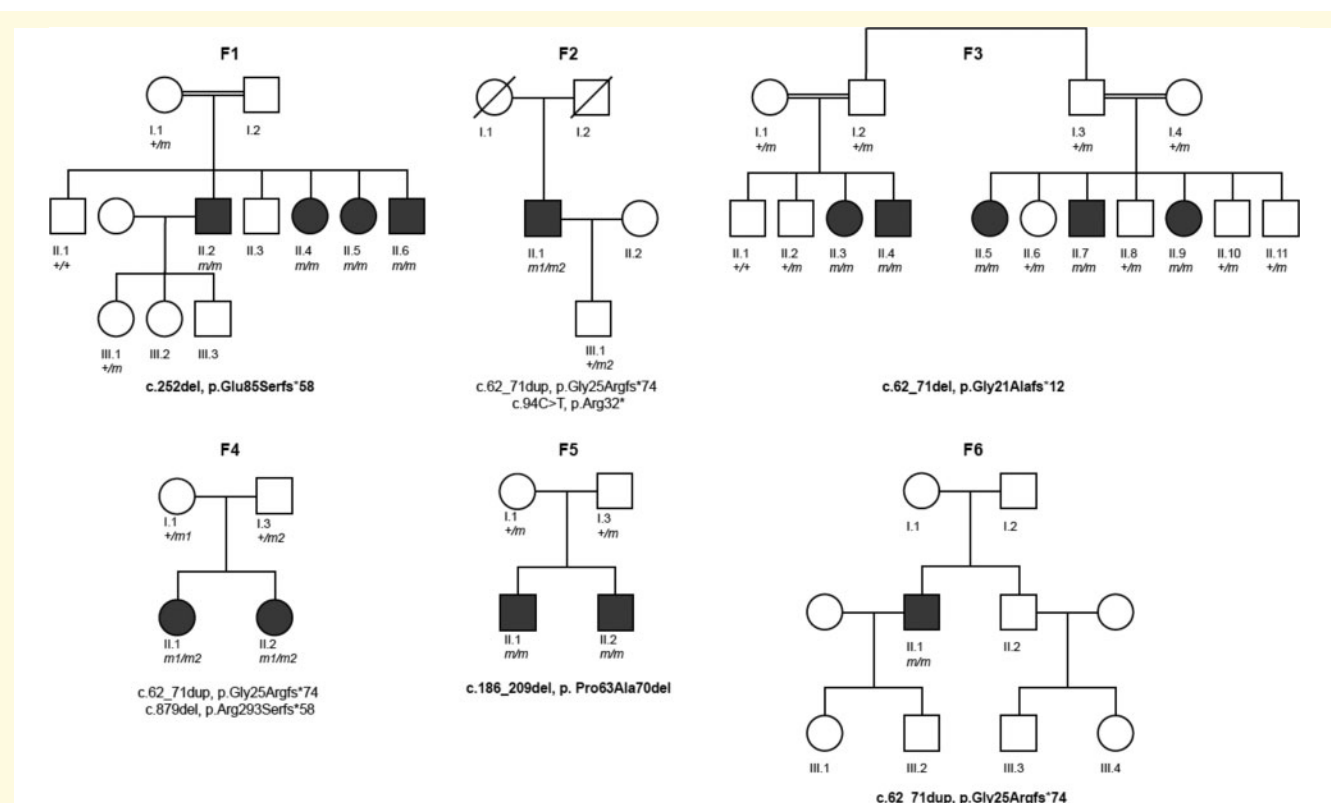 F1
I.1
+/m
I.2
II.1
+/+
II.2
m/m
II.3
II.4
m/m
II.5
m/m
II.6
m/m
III.1
+/m
III.2
III.3
c.252del, p.Glu85Serfs*58
F2
I.1
I.2
II.1
m1/m2
II.2
III.1
+/m2
c.62_71dup, p.Gly25Argfs*74
c.94C>T, p.Arg32*
F3
I.1
+/m
I.2
+/m
I.3
+/m
I.4
+/m
II.1
+/+
II.2
+/m
II.3
m/m
II.4
m/m
II.5
m/m
II.6
+/m
II.7
m/m
II.8
+/m
II.9
m/m
II.10
+/m
II.11
+/m
c.62_71del, p.Gly21Alafs*12
F4
I.1
+/m1
I.3
+/m2
II.1
m1/m2
II.2
m1/m2
c.62_71dup, p.Gly25Argfs*74
c.879del, p.Arg293Serfs*58
F5
I.1
+/m
I.3
+/m
II.1
m/m
II.2
m/m
c.186_209del, p. Pro63Ala70del
F6
I.1
I.2
II.1
m/m
II.2
III.1
III.2
III.3
III.4
c.62_71dup, p.Gly25Argfs*74